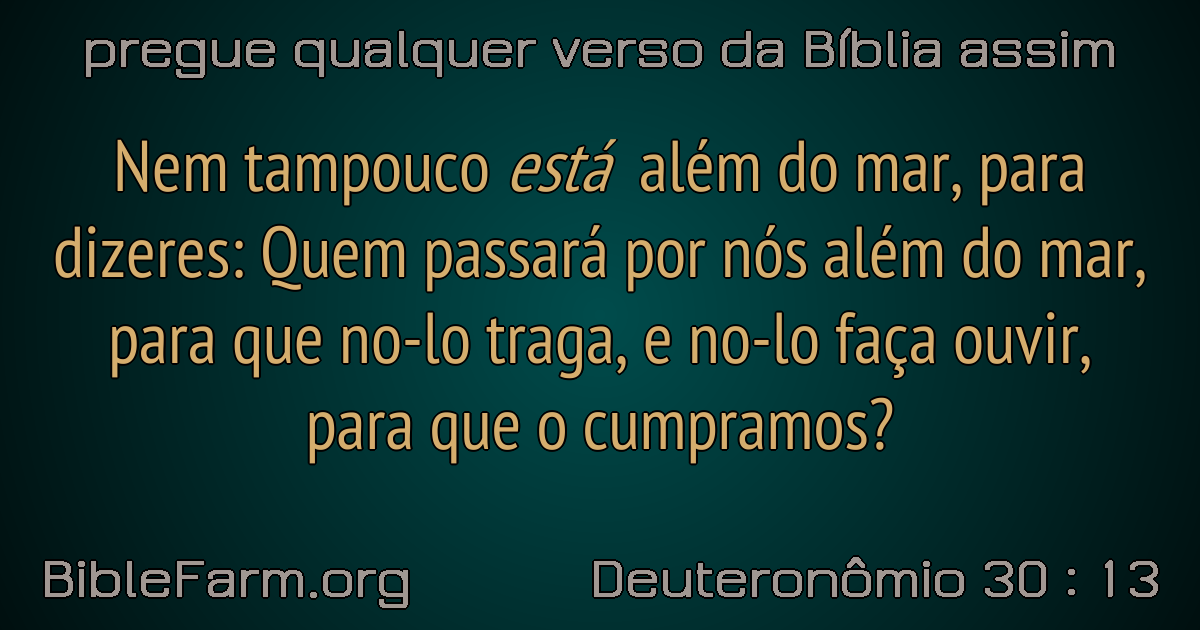 pregue qualquer verso da Bíblia assim
Nem tampouco está além do mar, para
dizeres: Quem passará por nós além do mar,
para que no-lo traga, e no-lo faça ouvir,
para que o cumpramos?
BibleFarm.org
Deuteronômio 30 : 13